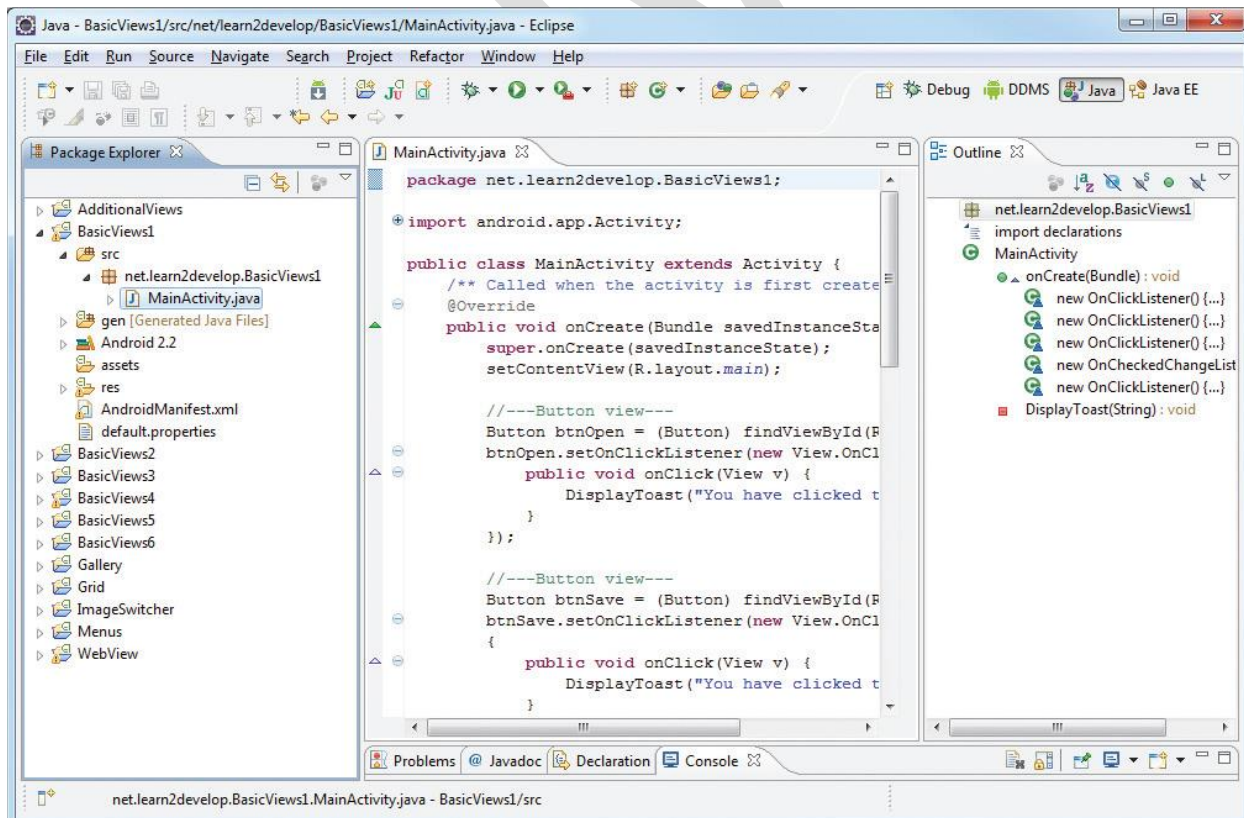 Java - BasicViews1/src/net/learn2develop/BasicViews1/MainActivity.java - Eclipse
File Edit Run Source Navigate Search Project Refactor Window Help
Debug DDMS Java Java EE
Package Explorer
AdditionalViews
BasicViews1
src
net.learn2develop.BasicViews1
MainActivity.java
gen [Generated Java Files]
Android 2.2
assets
res
AndroidManifest.xml
default.properties
BasicViews2
BasicViews3
BasicViews4
BasicViews5
BasicViews6
Gallery
Grid
ImageSwitcher
Menus
WebView
MainActivity.java
package net.learn2develop.BasicViews1;
import android.app.Activity;
public class MainActivity extends Activity {
/** Called when the activity is first create
@Override
public void onCreate(Bundle savedInstanceSta
super.onCreate(savedInstanceState);
setContentView(R.layout.main);
//---Button view---
Button btnOpen = (Button) findViewById(R
btnOpen.setOnClickListener(new View.OnCl
public void onClick(View v) {
DisplayToast("You have clicked t
}
});
//---Button view---
Button btnSave = (Button) findViewById(R
btnSave.setOnClickListener(new View.OnCl
{
public void onClick(View v) {
DisplayToast("You have clicked t
}
Outline
net.learn2develop.BasicViews1
import declarations
MainActivity
onCreate(Bundle) : void
new OnClickListener() {...}
new OnClickListener() {...}
new OnClickListener() {...}
new OnCheckedChangeList
new OnClickListener() {...}
DisplayToast(String) : void
Problems @ Javadoc Declaration Console
net.learn2develop.BasicViews1.MainActivity.java - BasicViews1/src